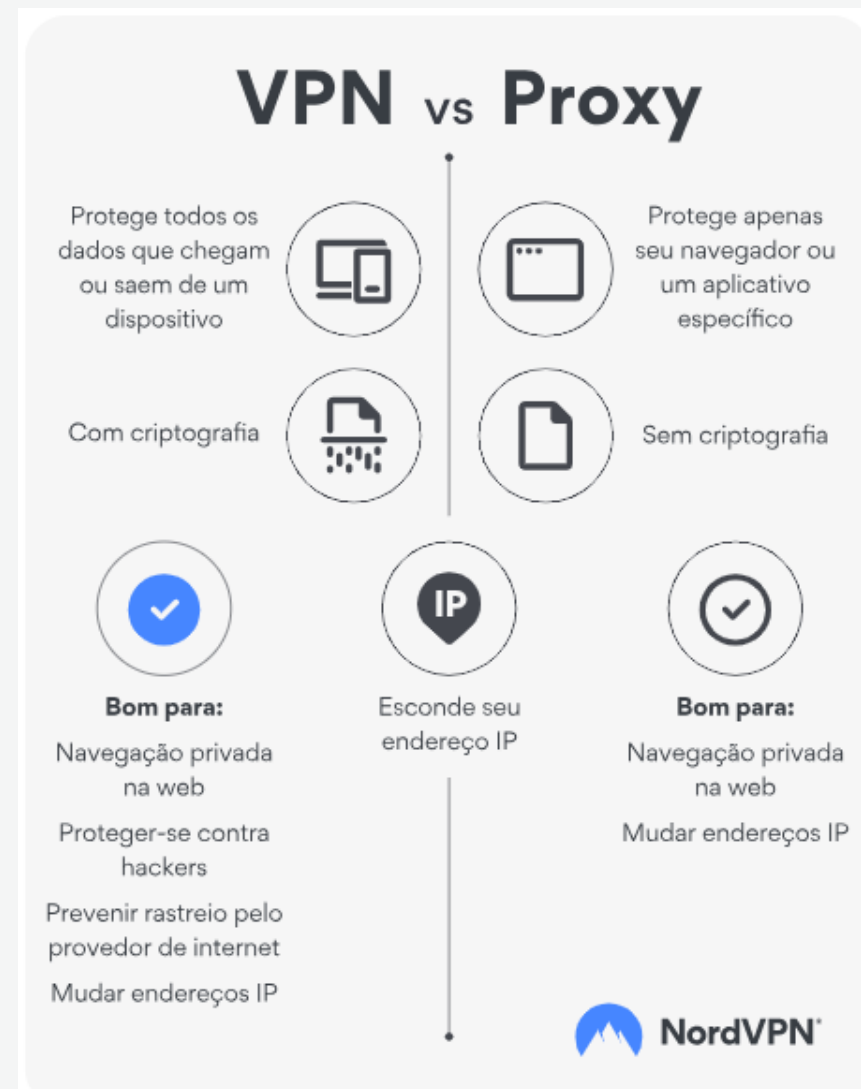 VPN vs Proxy
Protege todos os
dados que chegam
ou saem de um
dispositivo
Protege apenas
seu navegador ou
um aplicativo
específico
Com criptografia
Sem criptografia
Bom para:
Navegação privada
na web
Proteger-se contra
hackers
Prevenir rastreio pelo
provedor de internet
Mudar endereços IP
IP
Esconde seu
endereço IP
Bom para:
Navegação privada
na web
Mudar endereços IP
NordVPN®